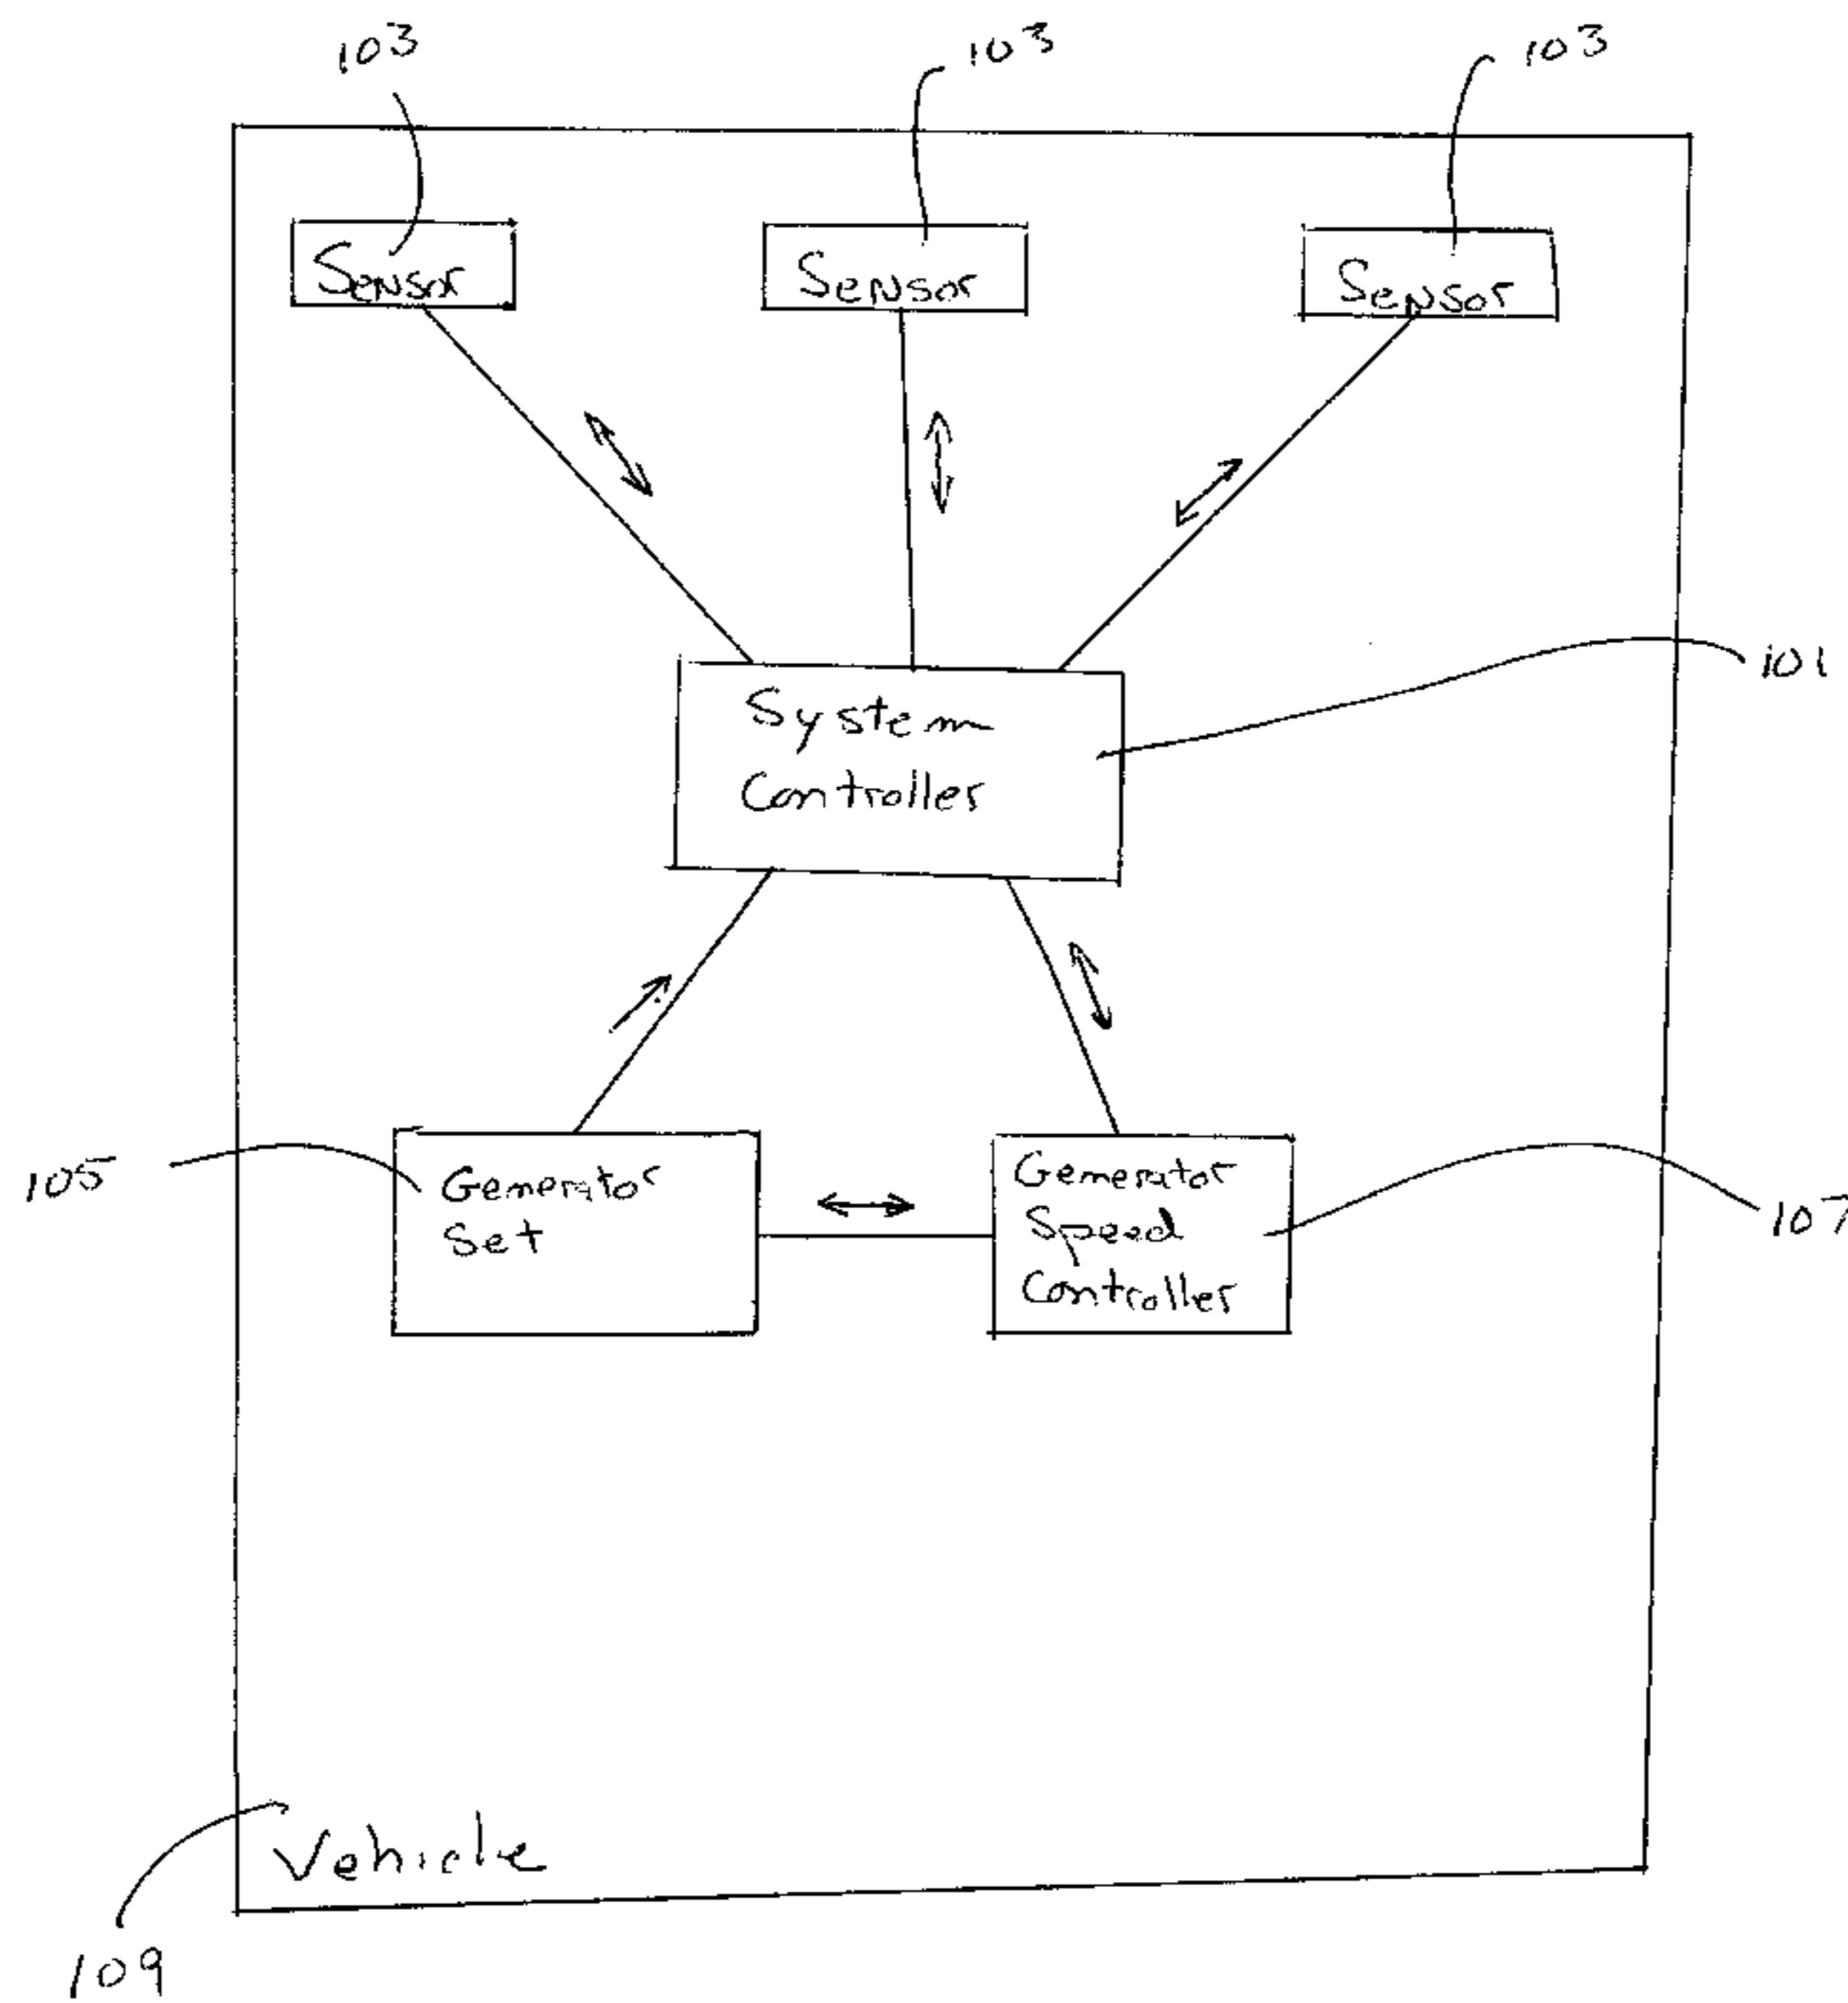 103
103
103
Sensor
Sensor
Sensor
101
System
Controller
105
Generator
Set
Generator
Speed
Controller
107
Vehicle
109